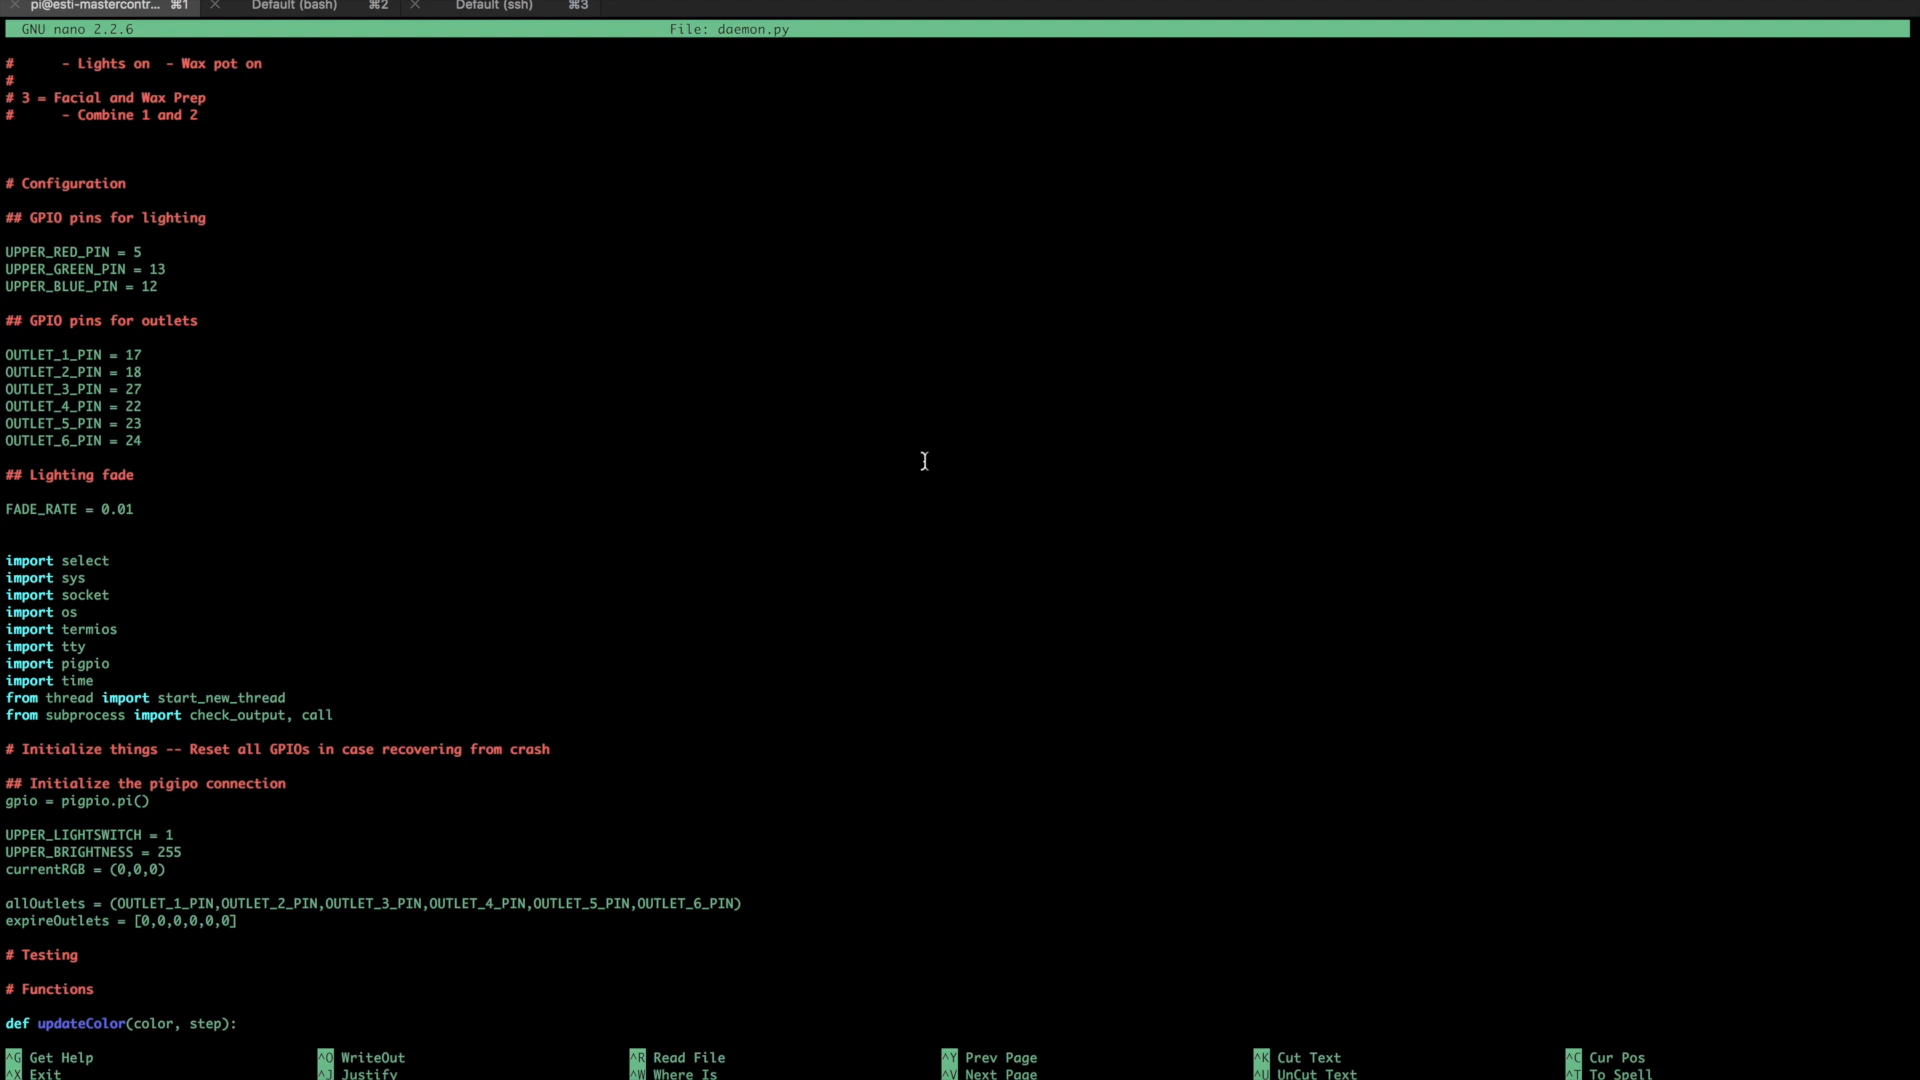 pi@esti-mastercontr... ⌘1 Default (bash) ⌘2 Default (ssh) ⌘3
GNU nano 2.2.6 File: daemon.py
# - Lights on - Wax pot on
#
# 3 = Facial and Wax Prep
# - Combine 1 and 2
# Configuration
## GPIO pins for lighting
UPPER_RED_PIN = 5
UPPER_GREEN_PIN = 13
UPPER_BLUE_PIN = 12
## GPIO pins for outlets
OUTLET_1_PIN = 17
OUTLET_2_PIN = 18
OUTLET_3_PIN = 27
OUTLET_4_PIN = 22
OUTLET_5_PIN = 23
OUTLET_6_PIN = 24
## Lighting fade
FADE_RATE = 0.01
import select
import sys
import socket
import os
import termios
import tty
import pigpio
import time
from thread import start_new_thread
from subprocess import check_output, call
# Initialize things -- Reset all GPIOs in case recovering from crash
## Initialize the pigipo connection
gpio = pigpio.pi()
UPPER_LIGHTSWITCH = 1
UPPER_BRIGHTNESS = 255
currentRGB = (0,0,0)
allOutlets = (OUTLET_1_PIN,OUTLET_2_PIN,OUTLET_3_PIN,OUTLET_4_PIN,OUTLET_5_PIN,OUTLET_6_PIN)
expireOutlets = [0,0,0,0,0,0]
# Testing
# Functions
def updateColor(color, step):
^G Get Help ^O WriteOut ^R Read File ^Y Prev Page ^K Cut Text ^C Cur Pos
^X Exit ^J Justify ^W Where Is ^V Next Page ^U UnCut Text ^T To Spell